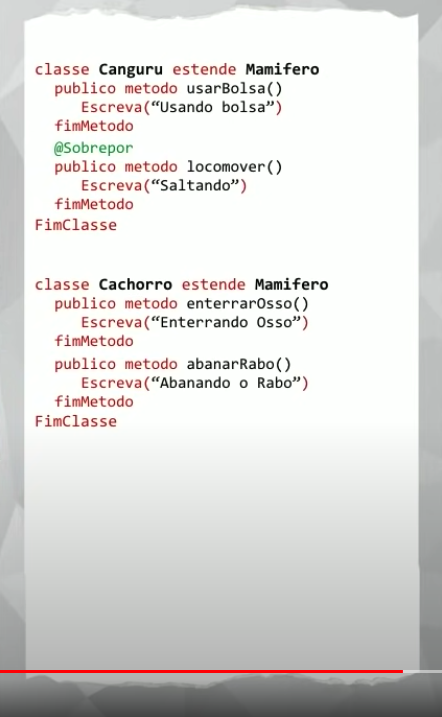 classe Canguru estende Mamifero
publico metodo usarBolsa()
Escreva(“Usando bolsa”)
fimMetodo
@Sobrepor
publico metodo locomover()
Escreva(“Saltando”)
fimMetodo
FimClasse
classe Cachorro estende Mamifero
publico metodo enterrarOsso()
Escreva(“Enterrando Osso”)
fimMetodo
publico metodo abanarRabo()
Escreva(“Abanando o Rabo”)
fimMetodo
FimClasse